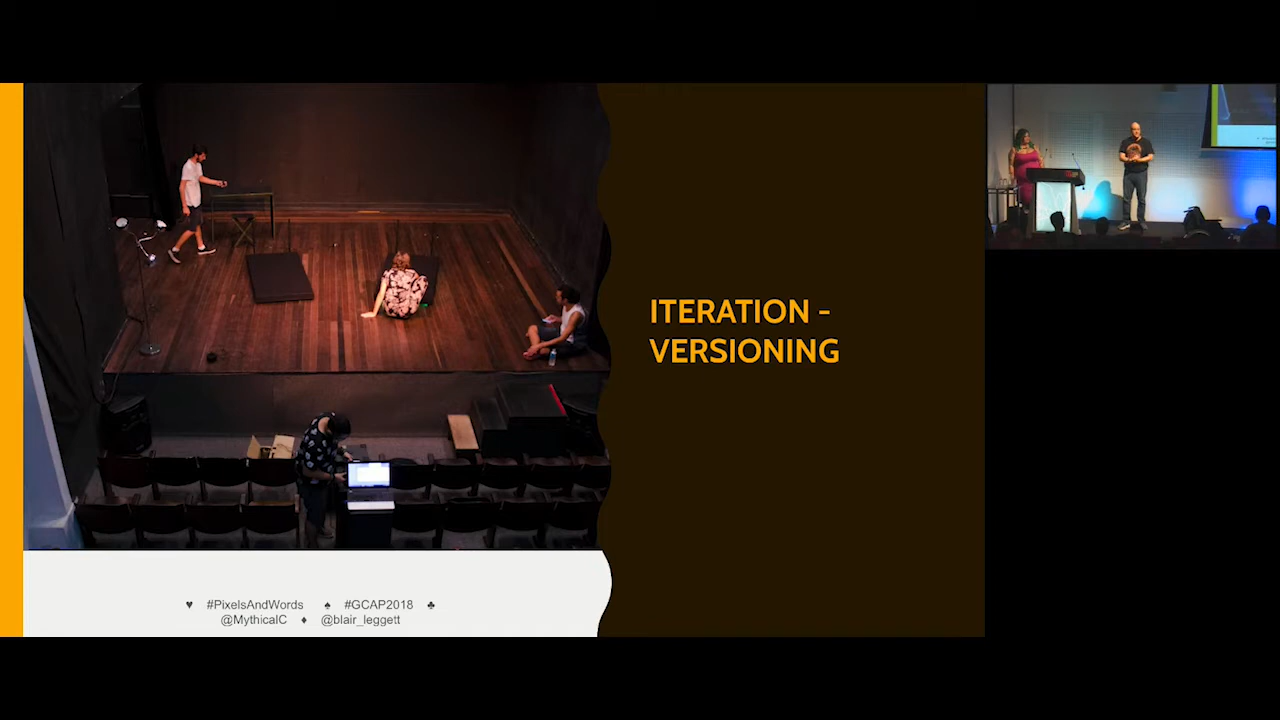 ITERATION -
VERSIONING
♥ #PixelsAndWords ♠ #GCAP2018 ♣
@MythicalC ♦ @blair_leggett